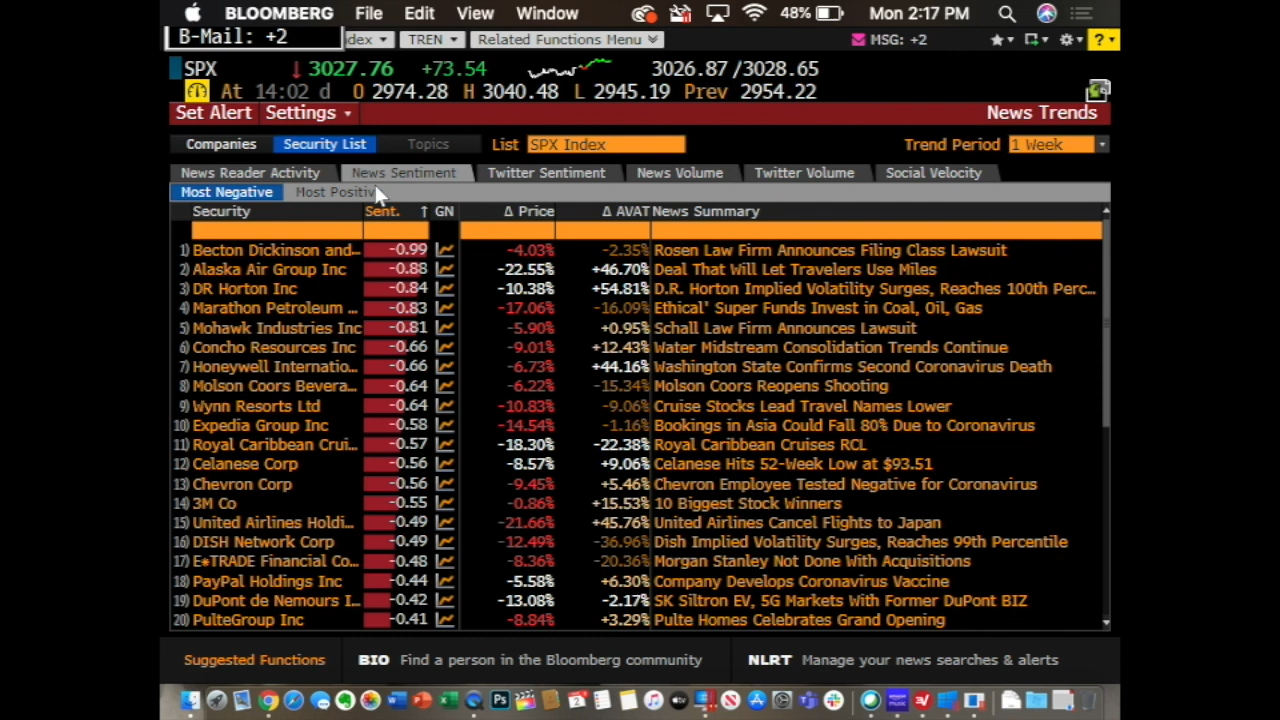 BLOOMBERG File Edit View Window 48% Mon 2:17 PM
B-Mail: +2 dex TREN Related Functions Menu MSG: +2 ?
SPX 3027.76 +73.54 3026.87 /3028.65
At 14:02 d O 2974.28 H 3040.48 L 2945.19 Prev 2954.22
Set Alert Settings News Trends
Companies Security List Topics List SPX Index Trend Period 1 Week
News Reader Activity News Sentiment Twitter Sentiment News Volume Twitter Volume Social Velocity
Most Negative Most Positiv
Security Sent. ↑ GN Δ Price Δ AVAT News Summary
1) Becton Dickinson and... -0.99 -4.03% -2.35% Rosen Law Firm Announces Filing Class Lawsuit
2) Alaska Air Group Inc -0.88 -22.55% +46.70% Deal That Will Let Travelers Use Miles
3) DR Horton Inc -0.84 -10.38% +54.81% D.R. Horton Implied Volatility Surges, Reaches 100th Perc...
4) Marathon Petroleum ... -0.83 -17.06% -16.09% Ethical' Super Funds Invest in Coal, Oil, Gas
5) Mohawk Industries Inc -0.81 -5.90% +0.95% Schall Law Firm Announces Lawsuit
6) Concho Resources Inc -0.66 -9.01% +12.43% Water Midstream Consolidation Trends Continue
7) Honeywell Internatio... -0.66 -6.73% +44.16% Washington State Confirms Second Coronavirus Death
8) Molson Coors Bevera... -0.64 -6.22% -15.34% Molson Coors Reopens Shooting
9) Wynn Resorts Ltd -0.64 -10.83% -9.06% Cruise Stocks Lead Travel Names Lower
10) Expedia Group Inc -0.58 -14.54% -1.16% Bookings in Asia Could Fall 80% Due to Coronavirus
11) Royal Caribbean Crui... -0.57 -18.30% -22.38% Royal Caribbean Cruises RCL
12) Celanese Corp -0.56 -8.57% +9.06% Celanese Hits 52-Week Low at $93.51
13) Chevron Corp -0.56 -9.45% +5.46% Chevron Employee Tested Negative for Coronavirus
14) 3M Co -0.55 -0.86% +15.53% 10 Biggest Stock Winners
15) United Airlines Holdi... -0.49 -21.66% +45.76% United Airlines Cancel Flights to Japan
16) DISH Network Corp -0.49 -12.49% -36.96% Dish Implied Volatility Surges, Reaches 99th Percentile
17) E*TRADE Financial Co... -0.48 -8.36% -20.36% Morgan Stanley Not Done With Acquisitions
18) PayPal Holdings Inc -0.44 -5.58% +6.30% Company Develops Coronavirus Vaccine
19) DuPont de Nemours I... -0.42 -13.08% -2.17% SK Siltron EV, 5G Markets With Former DuPont BIZ
20) PulteGroup Inc -0.41 -8.84% +3.29% Pulte Homes Celebrates Grand Opening
Suggested Functions BIO Find a person in the Bloomberg community NLRT Manage your news searches & alerts